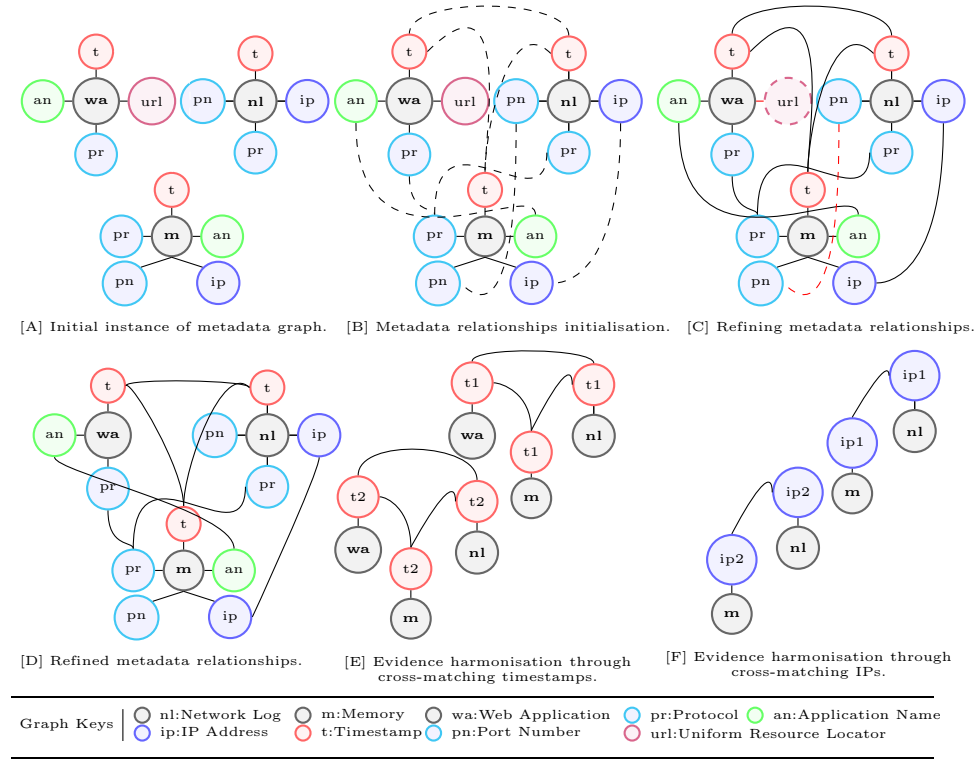 t
t
an
wa
url
pn
nl
ip
pr
pr
t
pr
m
an
pn
ip
[A] Initial instance of metadata graph.
t
t
an
wa
url
pn
nl
ip
pr
pr
t
pr
m
an
pn
ip
[B] Metadata relationships initialisation.
t
t
an
wa
url
pn
nl
ip
pr
pr
t
pr
m
an
pn
ip
[C] Refining metadata relationships.
t
t
an
wa
pn
nl
ip
pr
pr
t
pr
m
an
pn
ip
[D] Refined metadata relationships.
t1
t1
wa
nl
t1
m
t2
t2
wa
nl
t2
m
[E] Evidence harmonisation through
cross-matching timestamps.
ip1
nl
ip1
m
ip2
nl
ip2
m
[F] Evidence harmonisation through
cross-matching IPs.
Graph Keys
nl:Network Log
m:Memory
wa:Web Application
pr:Protocol
an:Application Name
ip:IP Address
t:Timestamp
pn:Port Number
url:Uniform Resource Locator